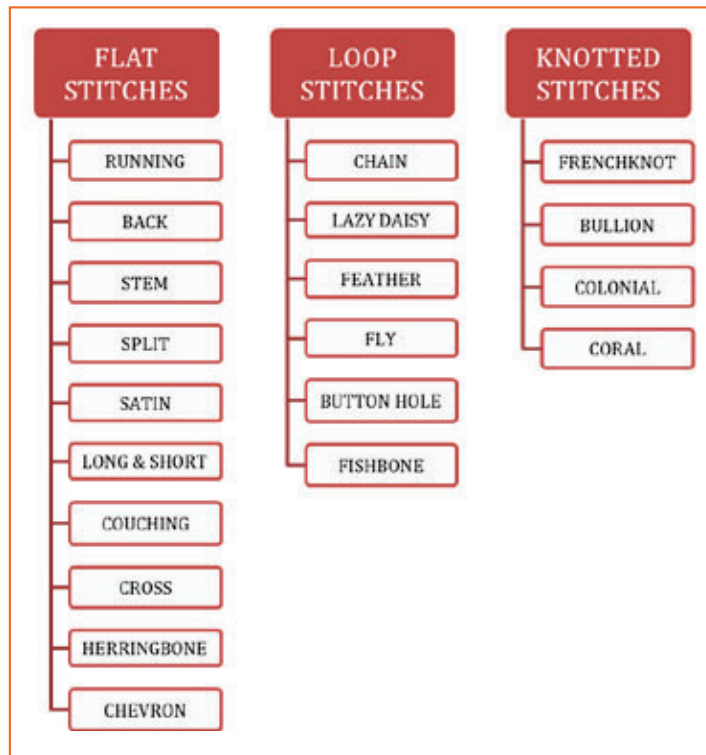 FLAT
STITCHES
RUNNING
BACK
STEM
SPLIT
SATIN
LONG & SHORT
COUCHING
CROSS
HERRINGBONE
CHEVRON
LOOP
STITCHES
CHAIN
LAZY DAISY
FEATHER
FLY
BUTTON HOLE
FISHBONE
KNOTTED
STITCHES
FRENCHKNOT
BULLION
COLONIAL
CORAL